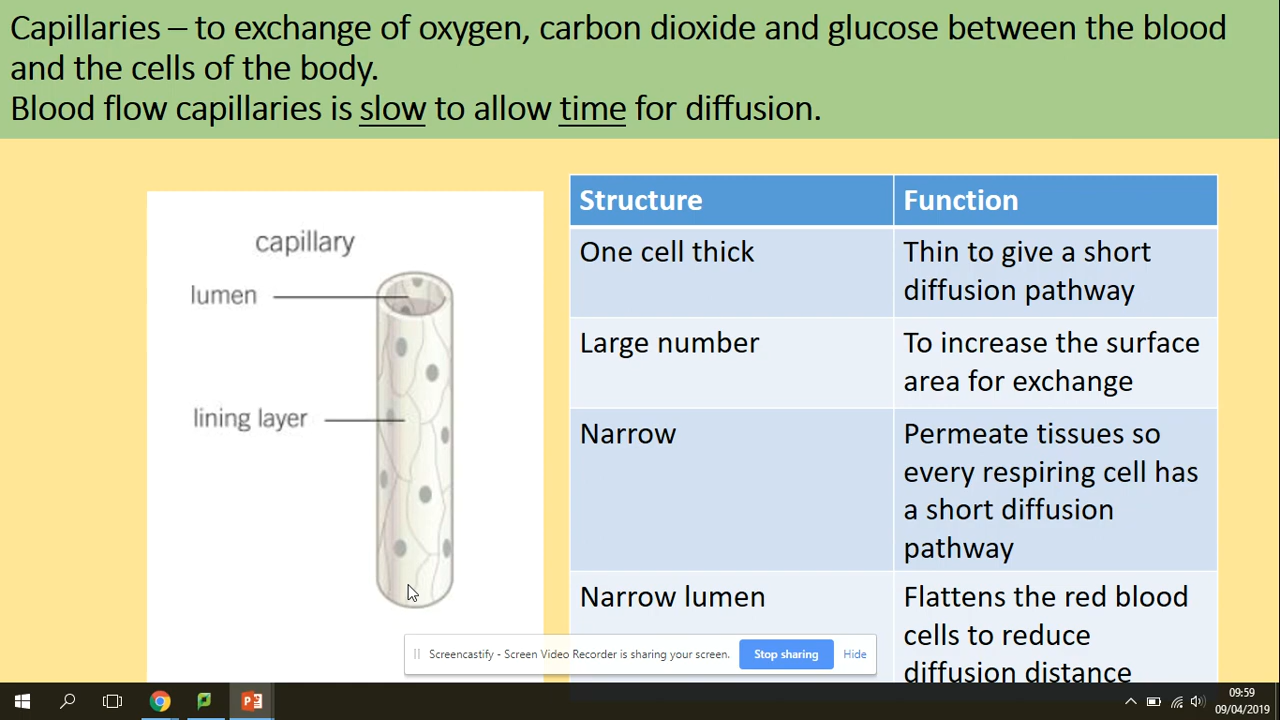 Capillaries – to exchange of oxygen, carbon dioxide and glucose between the blood
and the cells of the body.
Blood flow capillaries is slow to allow time for diffusion.
capillary
lumen
lining layer
Structure
Function
One cell thick
Thin to give a short
diffusion pathway
Large number
To increase the surface
area for exchange
Narrow
Permeate tissues so
every respiring cell has
a short diffusion
pathway
Narrow lumen
Flattens the red blood
cells to reduce
diffusion distance
Screencastify - Screen Video Recorder is sharing your screen.
Stop sharing
Hide
09:59
09/04/2019